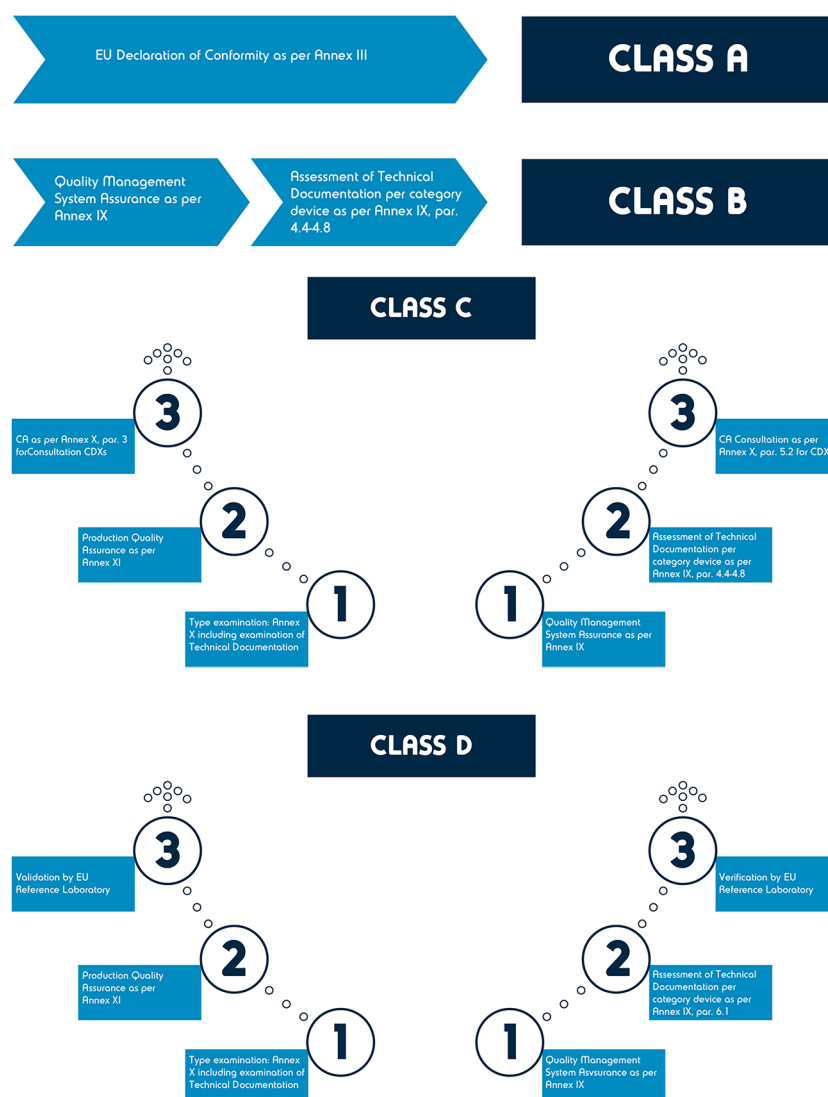 EU Declaration of Conformity as per Annex III
CLASS A
Quality Management
System Assurance as per
Annex IX
Assessment of Technical
Documentation per category
device as per Annex IX, par.
4.4-4.8
CLASS B
CLASS C
3
CA as per Annex X, par. 3
forConsultation CDXs
2
Production Quality
Assurance as per
Annex XI
1
Type examination: Annex
X including examination of
Technical Documentation
3
CA Consultation as per
Annex X, par. 5.2 for CDX
2
Assessment of Technical
Documentation per
category device as per
Annex IX, par. 4.4-4.8
1
Quality Management
System Assurance as per
Annex IX
CLASS D
3
Validation by EU
Reference Laboratory
2
Production Quality
Assurance as per
Annex XI
1
Type examination: Annex
X including examination of
Technical Documentation
3
Verification by EU
Reference Laboratory
2
Assessment of Technical
Documentation per
category device as per
Annex IX, par. 6.1
1
Quality Management
System Asvsurance as per
Annex IX